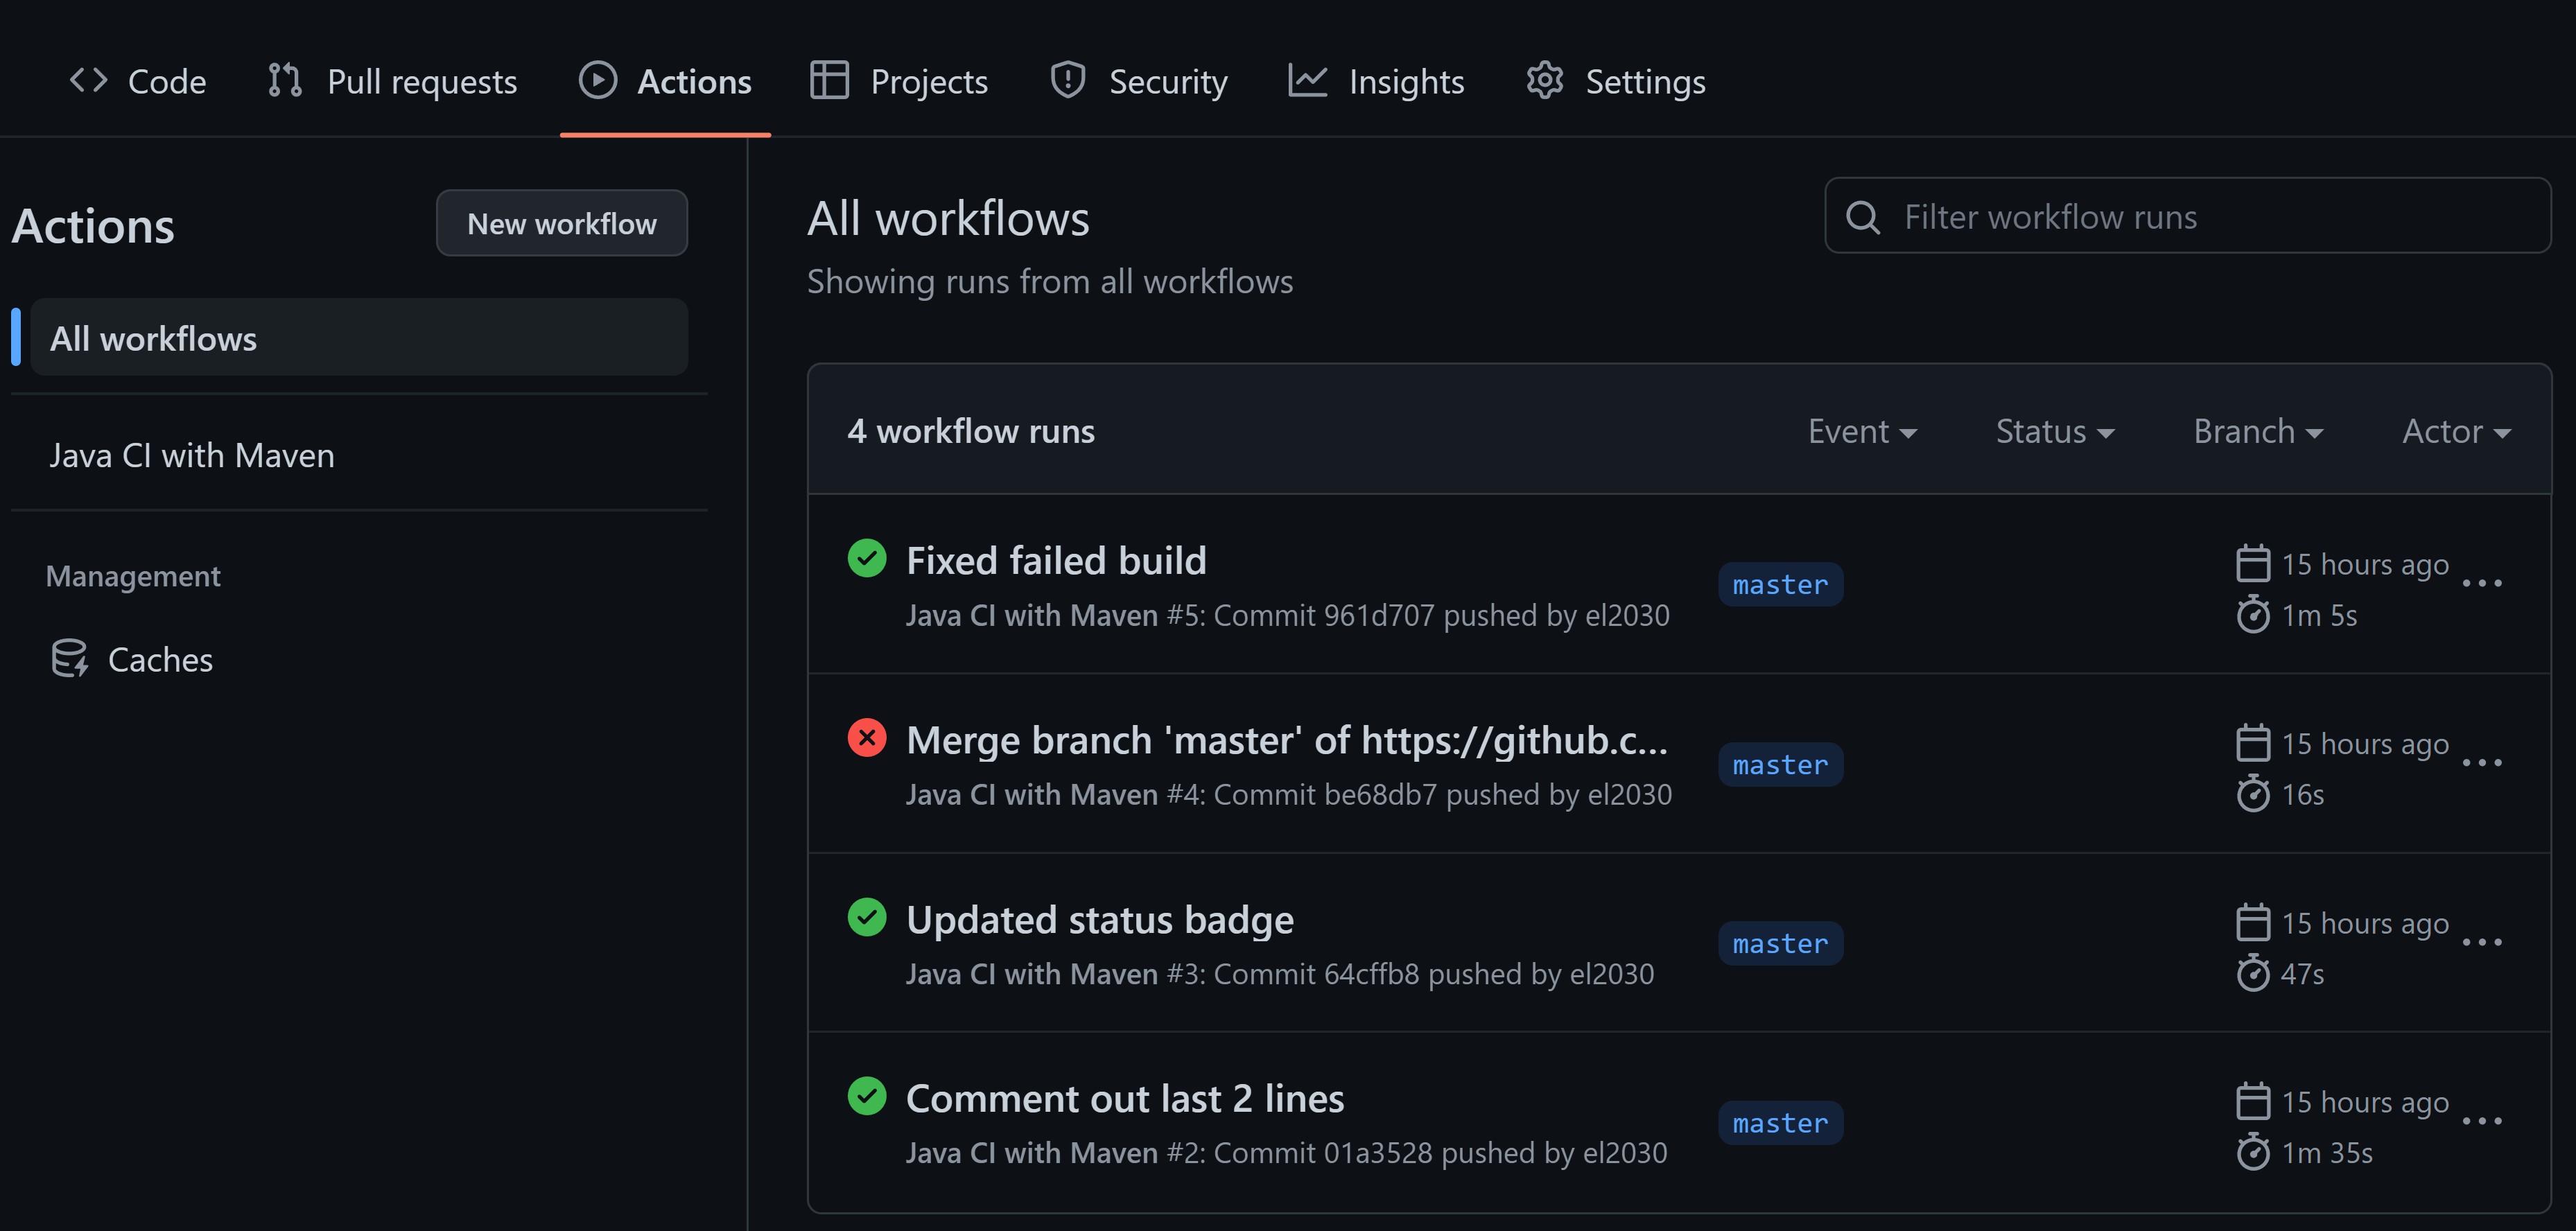 Code Pull requests Actions Projects Security Insights Settings
Actions
New workflow
All workflows
Java CI with Maven
Management
Caches
All workflows
Showing runs from all workflows
Filter workflow runs
4 workflow runs
Event Status Branch Actor
Fixed failed build
Java CI with Maven #5: Commit 961d707 pushed by el2030
master
15 hours ago
1m 5s
Merge branch 'master' of https://github.c...
Java CI with Maven #4: Commit be68db7 pushed by el2030
master
15 hours ago
16s
Updated status badge
Java CI with Maven #3: Commit 64cffb8 pushed by el2030
master
15 hours ago
47s
Comment out last 2 lines
Java CI with Maven #2: Commit 01a3528 pushed by el2030
master
15 hours ago
1m 35s